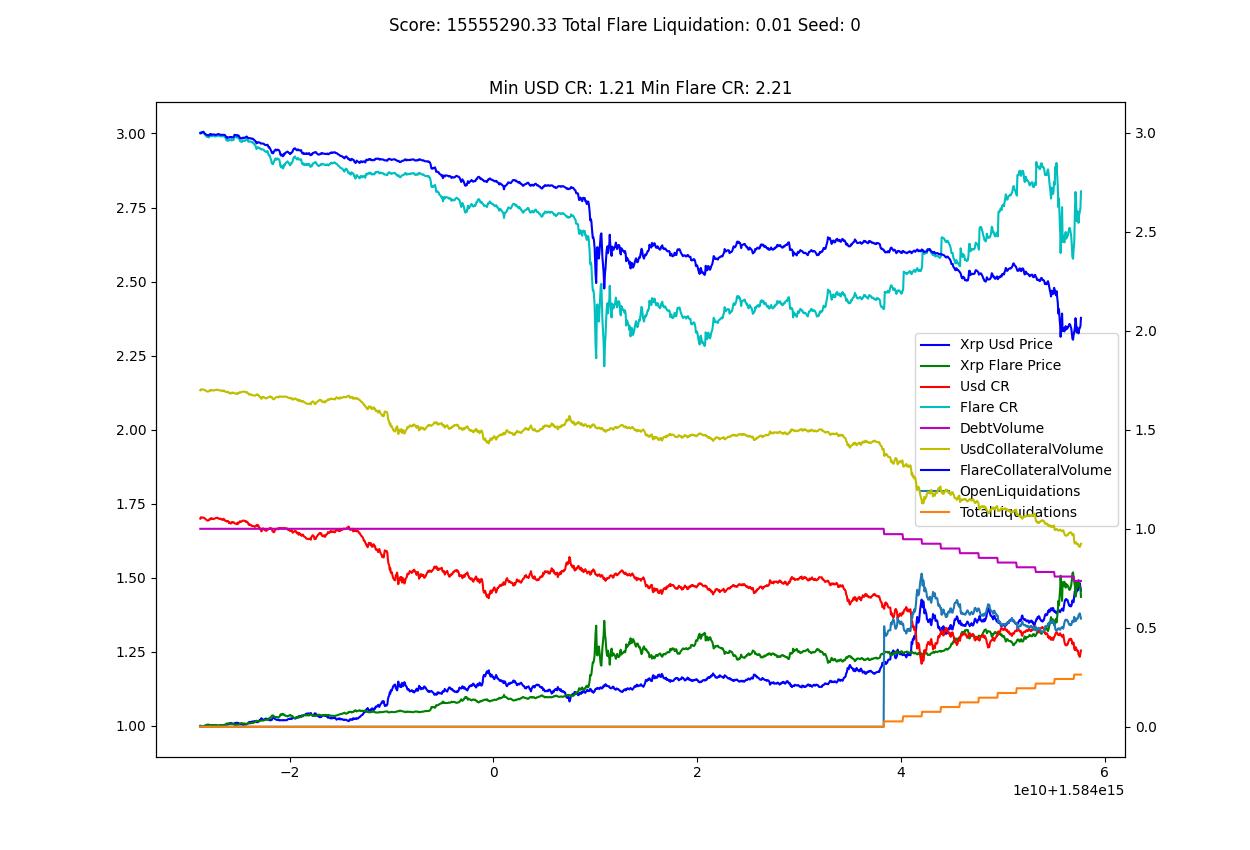 Score: 15555290.33 Total Flare Liquidation: 0.01 Seed: 0
Min USD CR: 1.21 Min Flare CR: 2.21
3.00
2.75
2.50
2.25
2.00
1.75
1.50
1.25
1.00
3.0
2.5
2.0
1.5
1.0
0.5
0.0
Xrp Usd Price
Xrp Flare Price
Usd CR
Flare CR
DebtVolume
UsdCollateralVolume
FlareCollateralVolume
OpenLiquidations
TotalLiquidations
−2 0 2 4 6
1e10+1.584e15